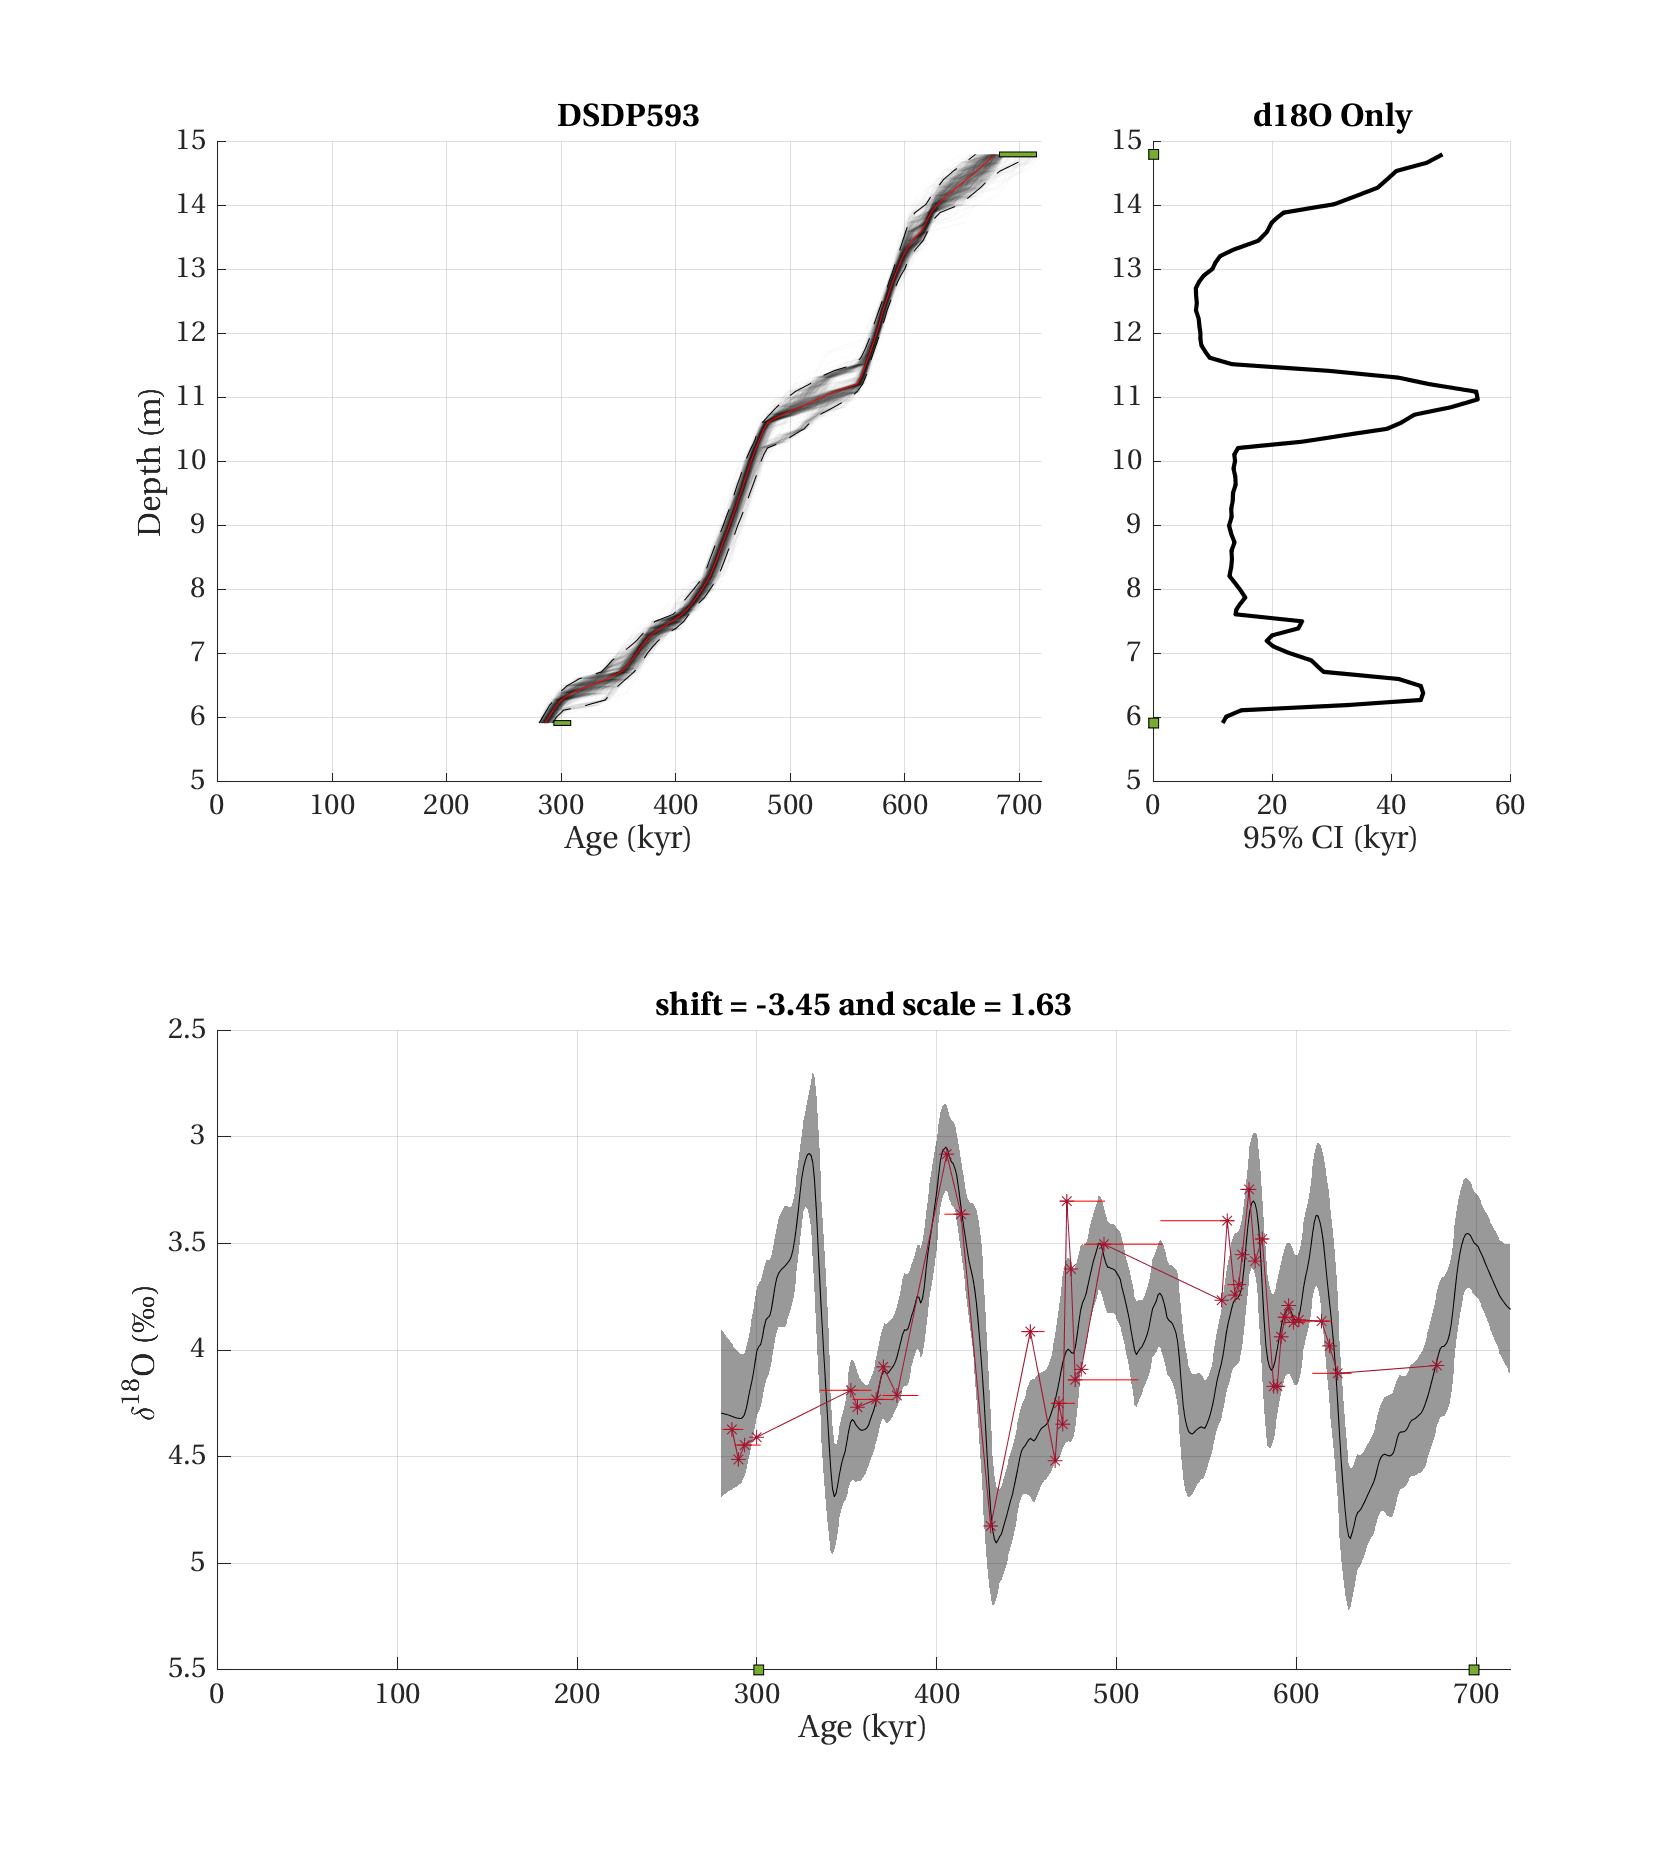 DSDP593
15
14
13
12
11
10
9
8
7
6
5
0 100 200 300 400 500 600 700
Age (kyr)
Depth (m)
d18O Only
15
14
13
12
11
10
9
8
7
6
5
0 20 40 60
95% CI (kyr)
shift = -3.45 and scale = 1.63
2.5
3
3.5
4
4.5
5
5.5
0 100 200 300 400 500 600 700
Age (kyr)
δ¹⁸O (‰)